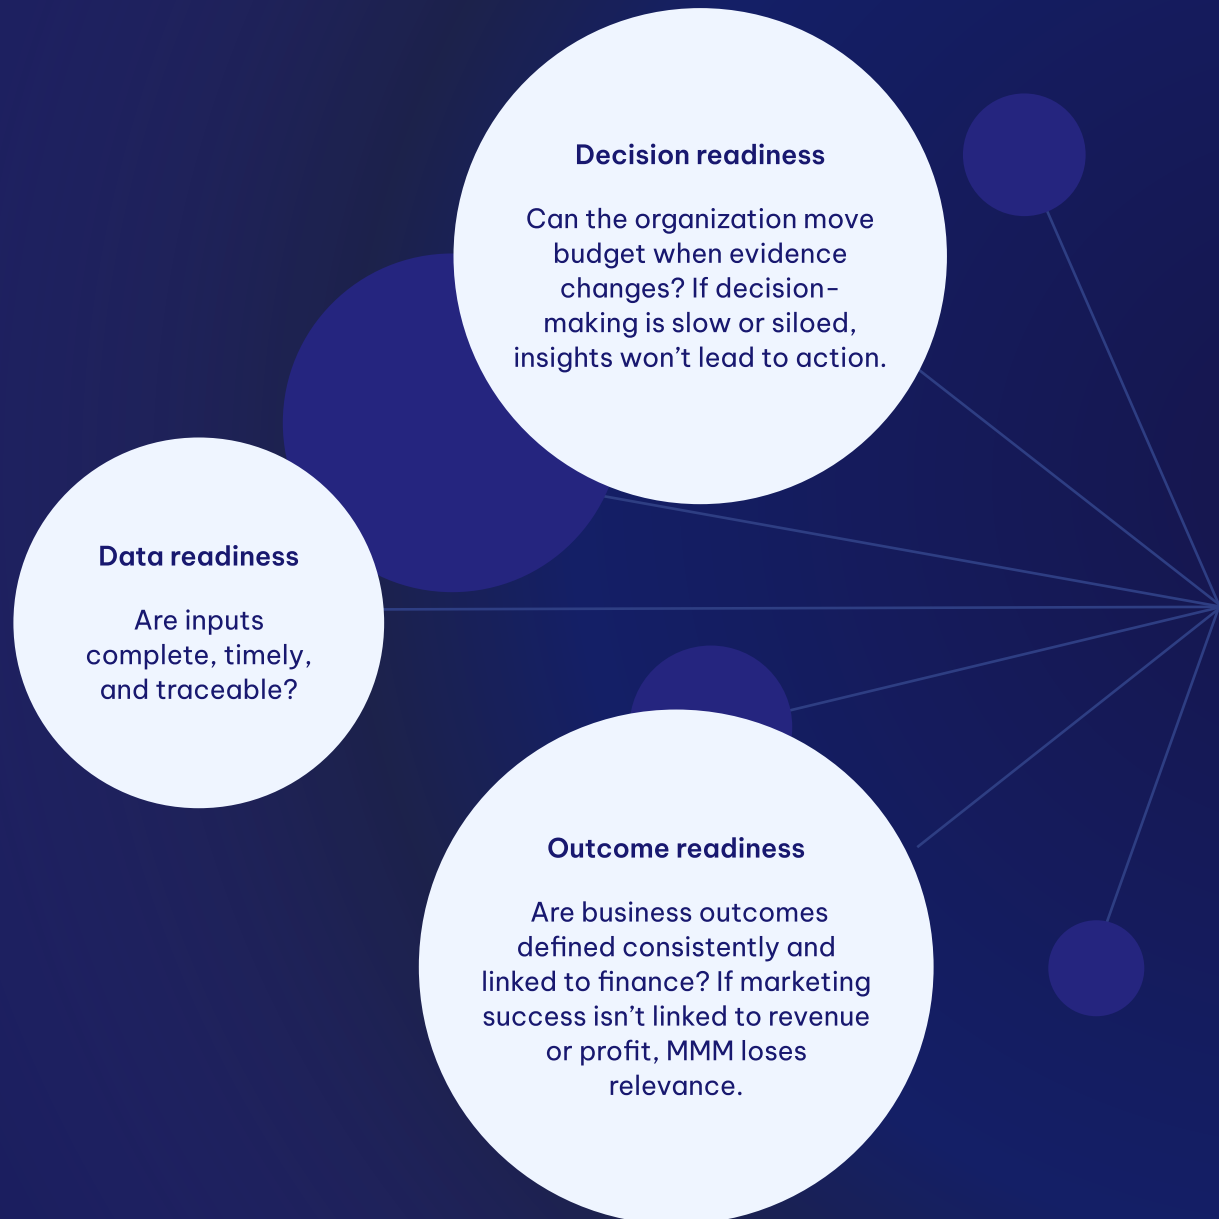 Decision readiness
Can the organization move
budget when evidence
changes? If decision-
making is slow or siloed,
insights won’t lead to action.
Data readiness
Are inputs
complete, timely,
and traceable?
Outcome readiness
Are business outcomes
defined consistently and
linked to finance? If marketing
success isn’t linked to revenue
or profit, MMM loses
relevance.